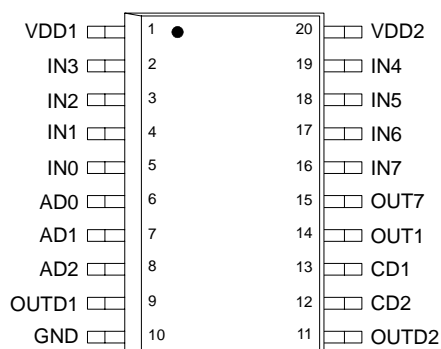 VDD1 1 20 VDD2
IN3 2 19 IN4
IN2 3 18 IN5
IN1 4 17 IN6
IN0 5 16 IN7
AD0 6 15 OUT7
AD1 7 14 OUT1
AD2 8 13 CD1
OUTD1 9 12 CD2
GND 10 11 OUTD2